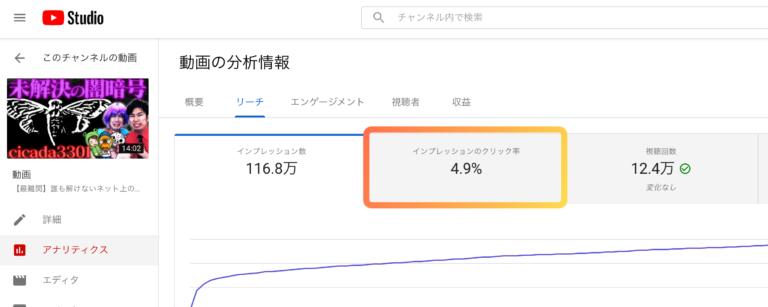 Studio
チャンネル内で検索
このチャンネルの動画
動画の分析情報
未解決の闇暗号
cicada3301
14:02
概要
リーチ
エンゲージメント
視聴者
収益
インプレッション数
116.8万
インプレッションのクリック率
4.9%
視聴回数
12.4万
変化なし
動画
【最難関】誰も解けないネット上の...
詳細
アナリティクス
エディタ